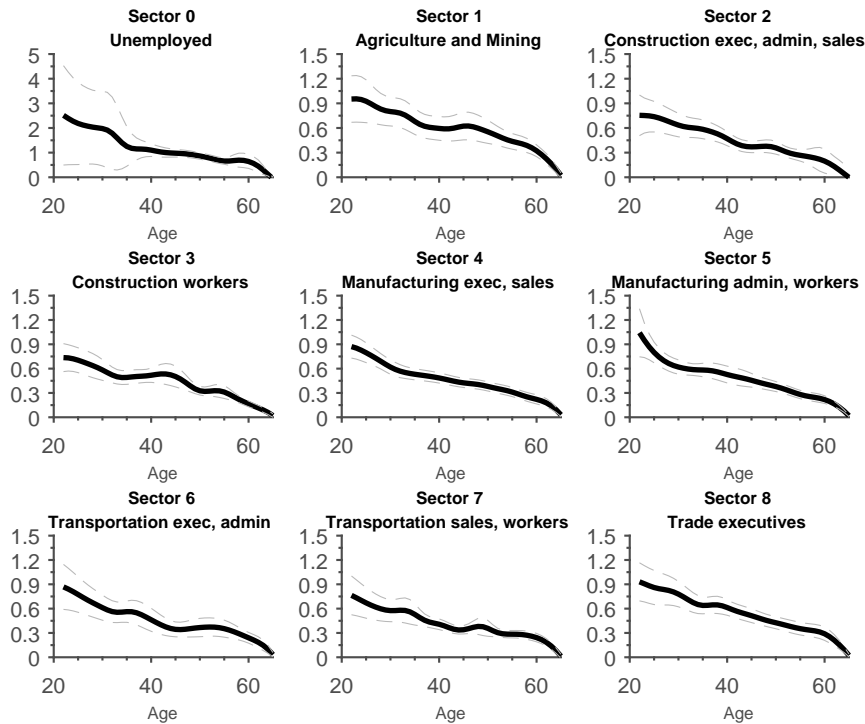 Sector 0
Unemployed
5
4
3
2
1
0
20 40 60
Age
Sector 1
Agriculture and Mining
1.5
1.2
0.9
0.6
0.3
0
20 40 60
Age
Sector 2
Construction exec, admin, sales
1.5
1.2
0.9
0.6
0.3
0
20 40 60
Age
Sector 3
Construction workers
1.5
1.2
0.9
0.6
0.3
0
20 40 60
Age
Sector 4
Manufacturing exec, sales
1.5
1.2
0.9
0.6
0.3
0
20 40 60
Age
Sector 5
Manufacturing admin, workers
1.5
1.2
0.9
0.6
0.3
0
20 40 60
Age
Sector 6
Transportation exec, admin
1.5
1.2
0.9
0.6
0.3
0
20 40 60
Age
Sector 7
Transportation sales, workers
1.5
1.2
0.9
0.6
0.3
0
20 40 60
Age
Sector 8
Trade executives
1.5
1.2
0.9
0.6
0.3
0
20 40 60
Age